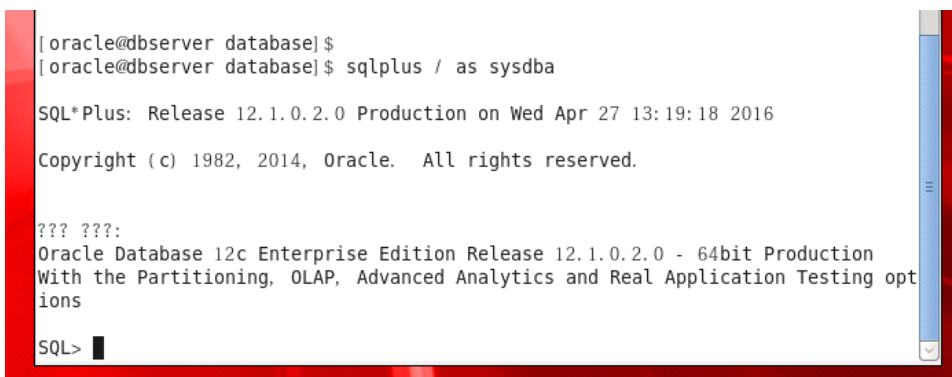 [oracle@dbserver database]$
[oracle@dbserver database]$ sqlplus / as sysdba
SQL*Plus: Release 12.1.0.2.0 Production on Wed Apr 27 13:19:18 2016
Copyright (c) 1982, 2014, Oracle.  All rights reserved.
??? ???:
Oracle Database 12c Enterprise Edition Release 12.1.0.2.0 - 64bit Production
With the Partitioning, OLAP, Advanced Analytics and Real Application Testing opt
ions
SQL>